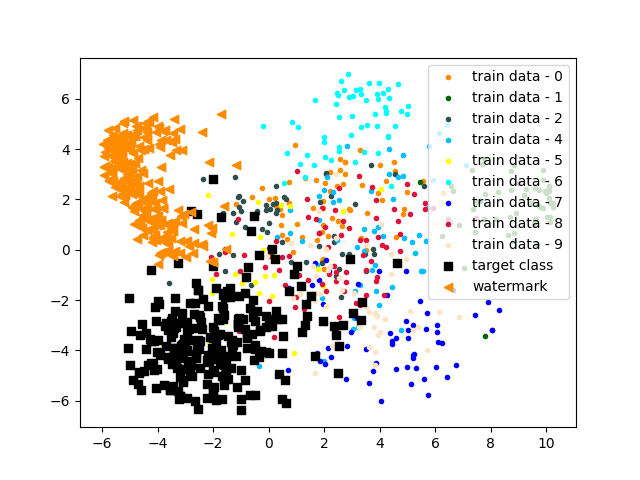 6
4
2
0
−2
−4
−6
−6
−4
−2
0
2
4
6
8
10
train data - 0
train data - 1
train data - 2
train data - 4
train data - 5
train data - 6
train data - 7
train data - 8
train data - 9
target class
watermark